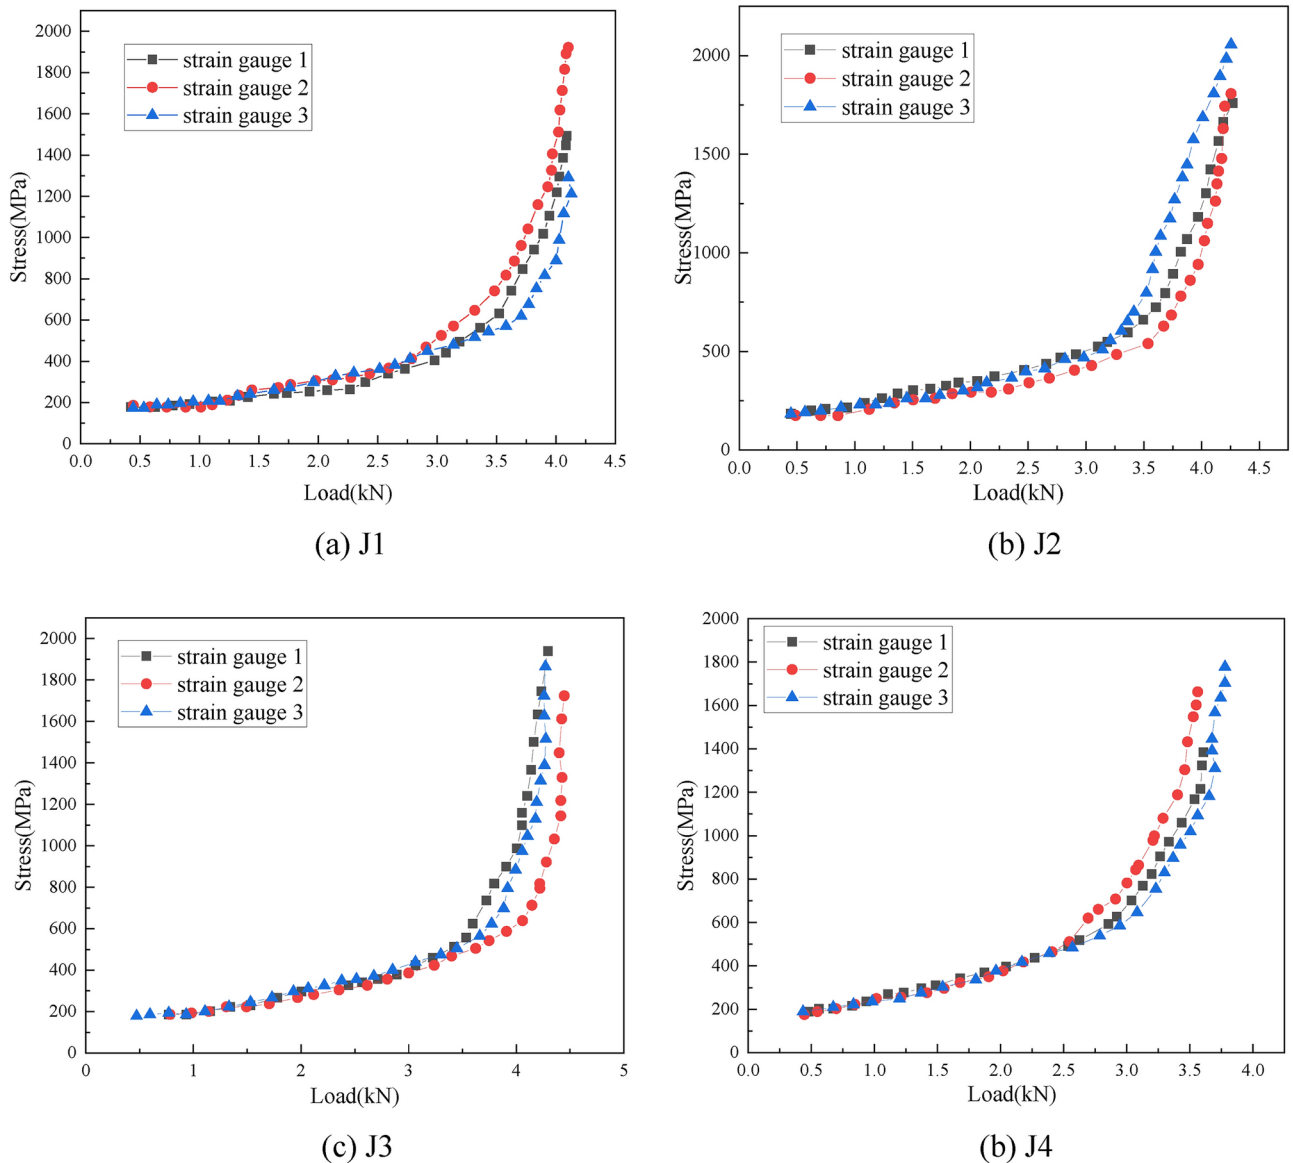 2000
1800
1600
1400
1200
1000
800
600
400
200
0
Stress(MPa)
strain gauge 1
strain gauge 2
strain gauge 3
0.0 0.5 1.0 1.5 2.0 2.5 3.0 3.5 4.0 4.5
Load(kN)
(a) J1
2000
1500
1000
500
0
Stress(MPa)
strain gauge 1
strain gauge 2
strain gauge 3
0.0 0.5 1.0 1.5 2.0 2.5 3.0 3.5 4.0 4.5
Load(kN)
(b) J2
2000
1800
1600
1400
1200
1000
800
600
400
200
0
Stress(MPa)
strain gauge 1
strain gauge 2
strain gauge 3
0 1 2 3 4 5
Load(kN)
(c) J3
2000
1800
1600
1400
1200
1000
800
600
400
200
0
Stress(MPa)
strain gauge 1
strain gauge 2
strain gauge 3
0.0 0.5 1.0 1.5 2.0 2.5 3.0 3.5 4.0
Load(kN)
(b) J4